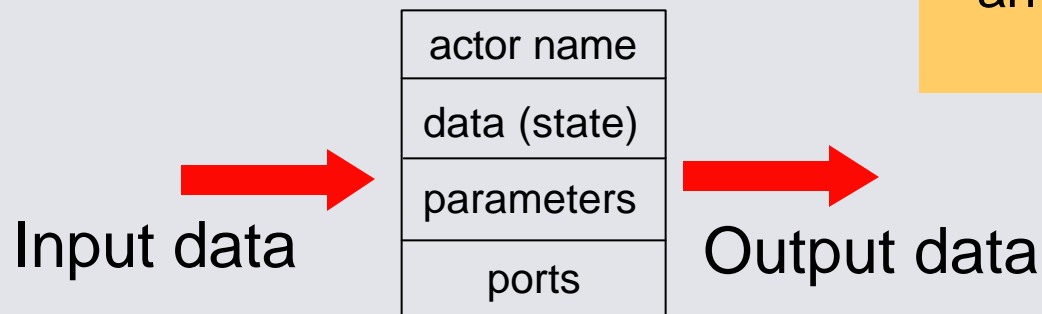 actor name
data (state)
parameters
ports
Input data
Output data